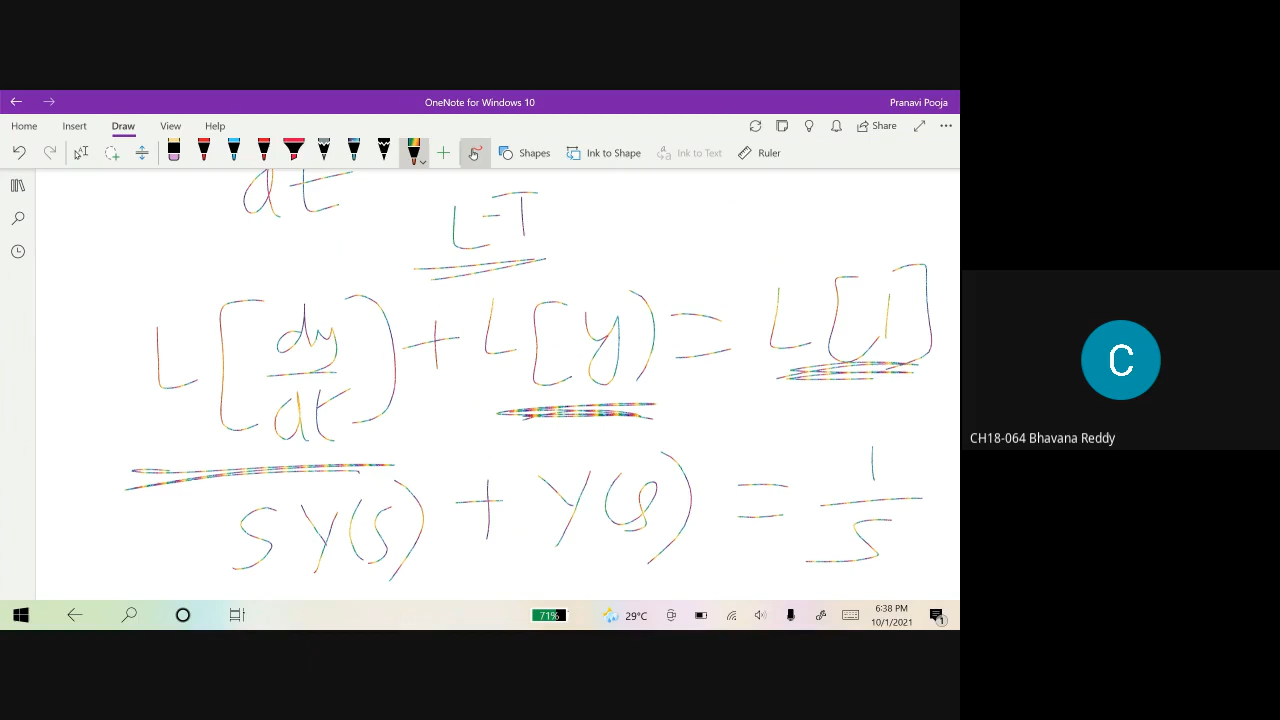 OneNote for Windows 10
Pranavi Pooja
Home Insert Draw View Help
Share
Shapes Ink to Shape Ink to Text Ruler
dt
L-T
L[dy/dt] + L[y] = L[1]
SY(s) + Y(s) = 1/S
C
CH18-064 Bhavana Reddy
71%
29°C
6:38 PM
10/1/2021
1